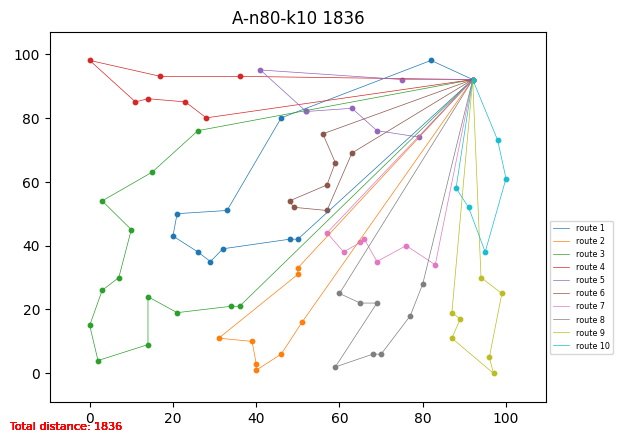 A-n80-k10 1836
100
80
60
40
20
0
0 20 40 60 80 100
route 1
route 2
route 3
route 4
route 5
route 6
route 7
route 8
route 9
route 10
Total distance: 1836